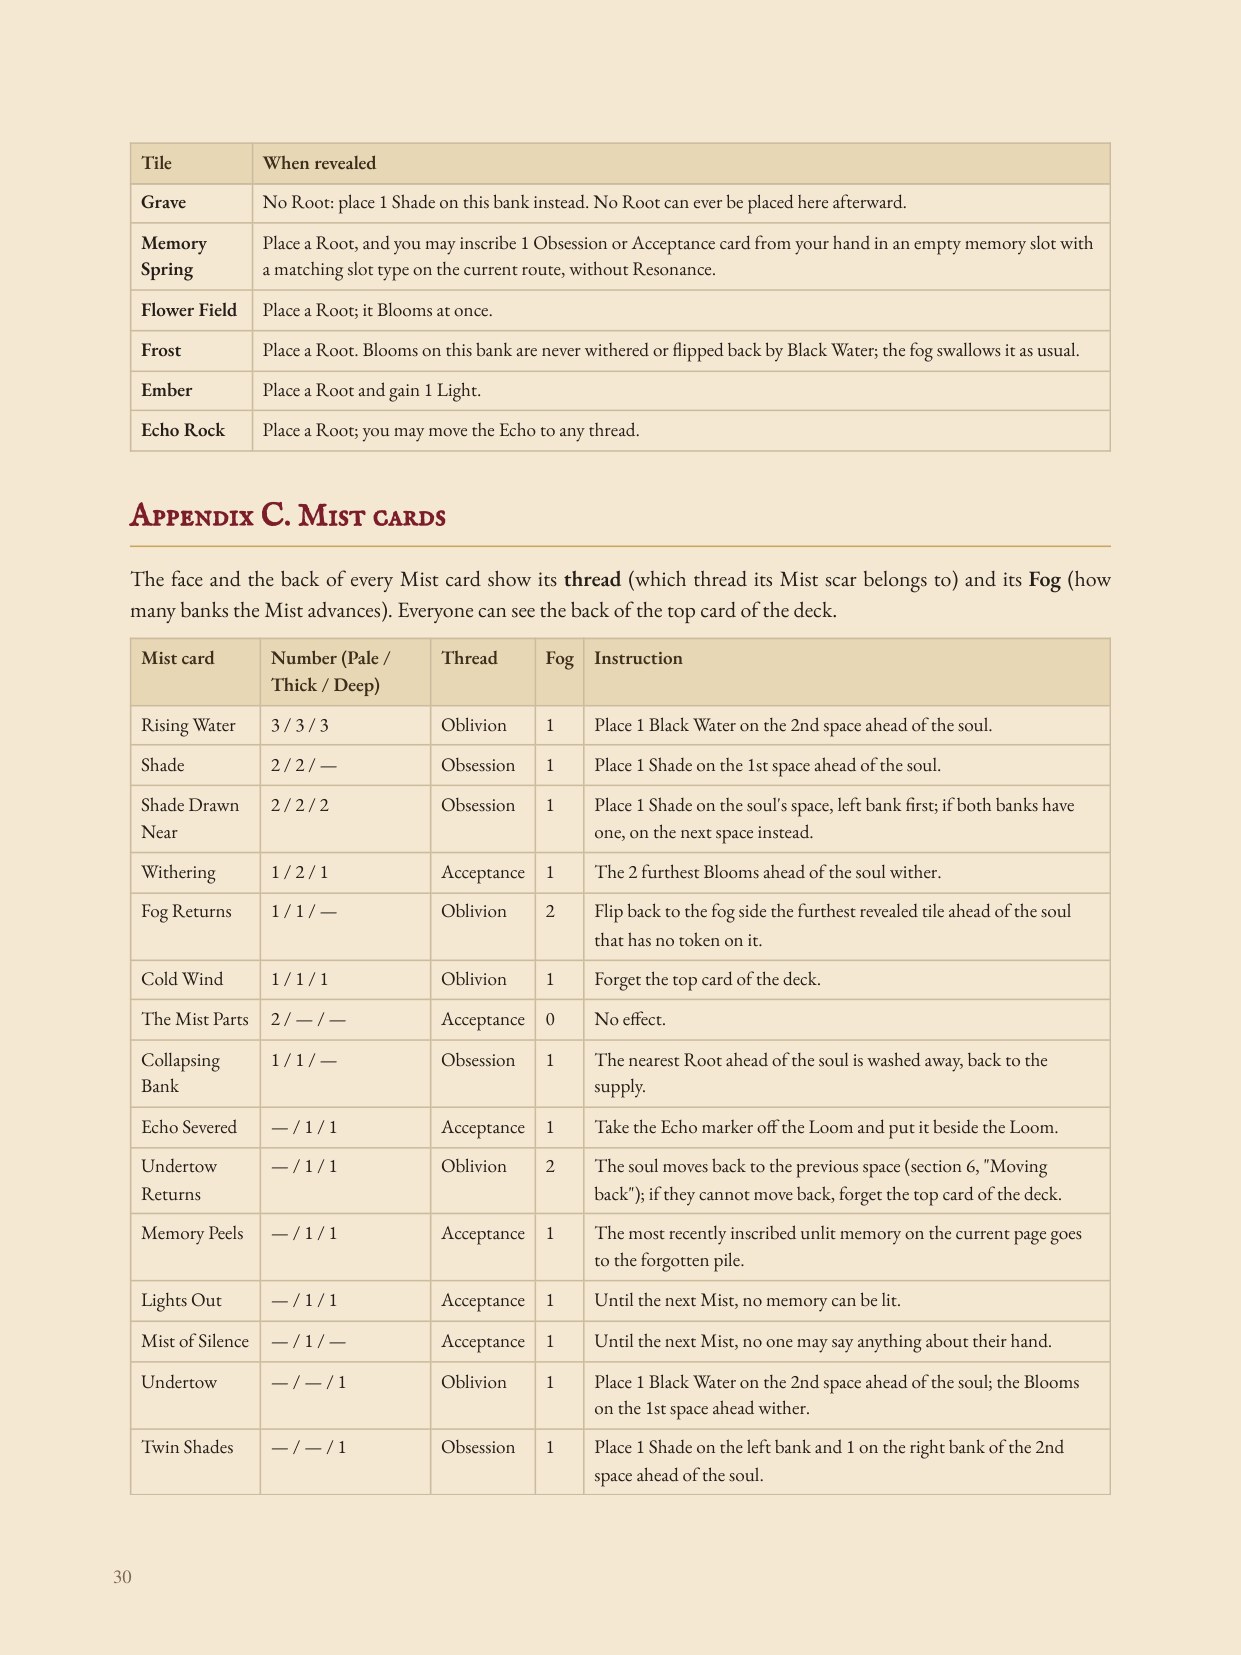 Tile When revealed
Grave No Root: place 1 Shade on this bank instead. No Root can ever be placed here afterward.
Memory Place a Root, and you may inscribe 1 Obsession or Acceptance card from your hand in an empty memory slot with
Spring a matching slot type on the current route, without Resonance.
Flower Field Place a Root; it Blooms at once.
Frost Place a Root. Blooms on this bank are never withered or flipped back by Black Water; the fog swallows it as usual.
Ember Place a Root and gain 1 Light.
Echo Rock Place a Root; you may move the Echo to any thread.
Appendix C. Mist cards
The face and the back of every Mist card show its thread (which thread its Mist scar belongs to) and its Fog (how
many banks the Mist advances). Everyone can see the back of the top card of the deck.
Mist card Number (Pale / Thread Fog Instruction
Thick / Deep)
Rising Water 3 / 3 / 3 Oblivion 1 Place 1 Black Water on the 2nd space ahead of the soul.
Shade 2 / 2 / — Obsession 1 Place 1 Shade on the 1st space ahead of the soul.
Shade Drawn 2 / 2 / 2 Obsession 1 Place 1 Shade on the soul's space, left bank first; if both banks have
Near one, on the next space instead.
Withering 1 / 2 / 1 Acceptance 1 The 2 furthest Blooms ahead of the soul wither.
Fog Returns 1 / 1 / — Oblivion 2 Flip back to the fog side the furthest revealed tile ahead of the soul
that has no token on it.
Cold Wind 1 / 1 / 1 Oblivion 1 Forget the top card of the deck.
The Mist Parts 2 / — / — Acceptance 0 No effect.
Collapsing 1 / 1 / — Obsession 1 The nearest Root ahead of the soul is washed away, back to the
Bank supply.
Echo Severed — / 1 / 1 Acceptance 1 Take the Echo marker off the Loom and put it beside the Loom.
Undertow — / 1 / 1 Oblivion 2 The soul moves back to the previous space (section 6, "Moving
Returns back"); if they cannot move back, forget the top card of the deck.
Memory Peels — / 1 / 1 Acceptance 1 The most recently inscribed unlit memory on the current page goes
to the forgotten pile.
Lights Out — / 1 / 1 Acceptance 1 Until the next Mist, no memory can be lit.
Mist of Silence — / 1 / — Acceptance 1 Until the next Mist, no one may say anything about their hand.
Undertow — / — / 1 Oblivion 1 Place 1 Black Water on the 2nd space ahead of the soul; the Blooms
on the 1st space ahead wither.
Twin Shades — / — / 1 Obsession 1 Place 1 Shade on the left bank and 1 on the right bank of the 2nd
space ahead of the soul.
30